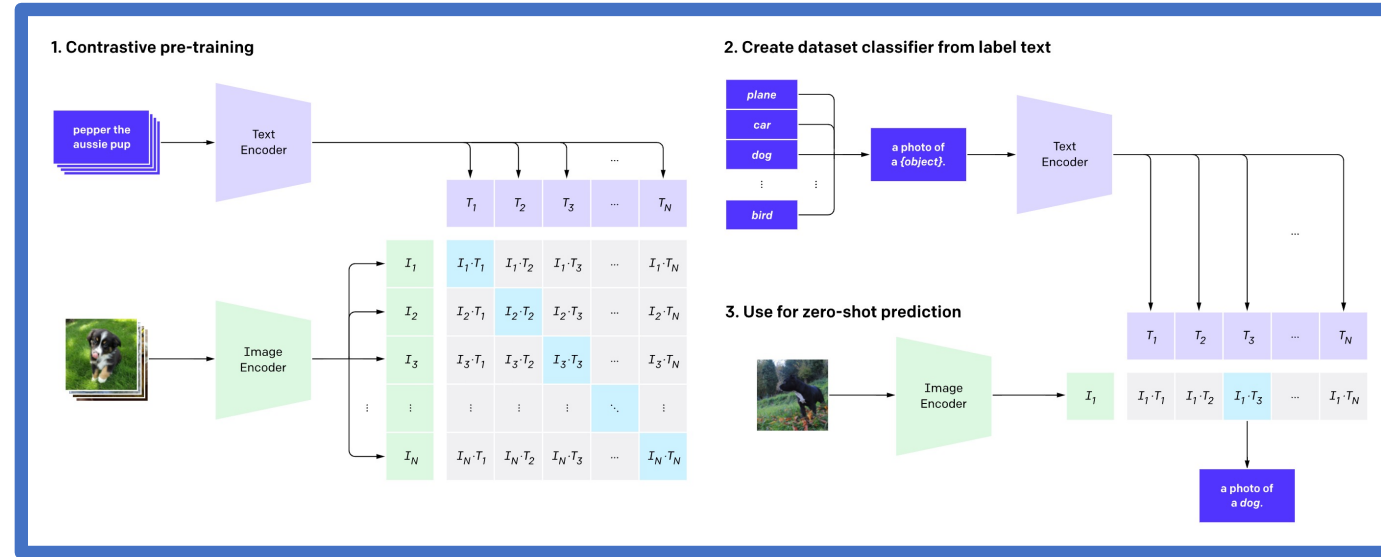 1. Contrastive pre-training
pepper the
aussie pup
Text
Encoder
...
T1 T2 T3 ... TN
Image
Encoder
I1 I1·T1 I1·T2 I1·T3 ... I1·TN
I2 I2·T1 I2·T2 I2·T3 ... I2·TN
I3 I3·T1 I3·T2 I3·T3 ... I3·TN
⋮ ⋮ ⋮ ⋮ ⋮ ⋱ ⋮
IN IN·T1 IN·T2 IN·T3 ... IN·TN
2. Create dataset classifier from label text
plane
car
dog
⋮ ⋮
bird
a photo of
a {object}.
Text
Encoder
...
3. Use for zero-shot prediction
T1 T2 T3 ... TN
Image
Encoder
I1 I1·T1 I1·T2 I1·T3 ... I1·TN
a photo of
a dog.